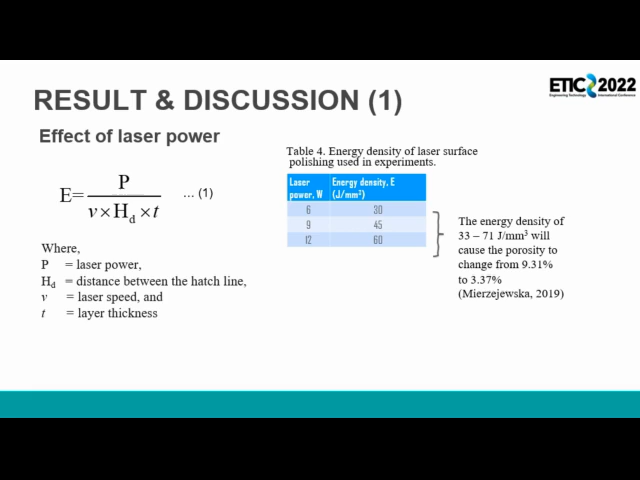 ETIC 2022
Engineering Technology International Conference
RESULT & DISCUSSION (1)
Effect of laser power
E= P / v×Hd×t ... (1)
Where,
P = laser power,
Hd = distance between the hatch line,
v = laser speed, and
t = layer thickness
Table 4. Energy density of laser surface
polishing used in experiments.
Laser power, W Energy density, E (J/mm²)
6 30
9 45
12 60
The energy density of
33 – 71 J/mm³ will
cause the porosity to
change from 9.31%
to 3.37%
(Mierzejewska, 2019)